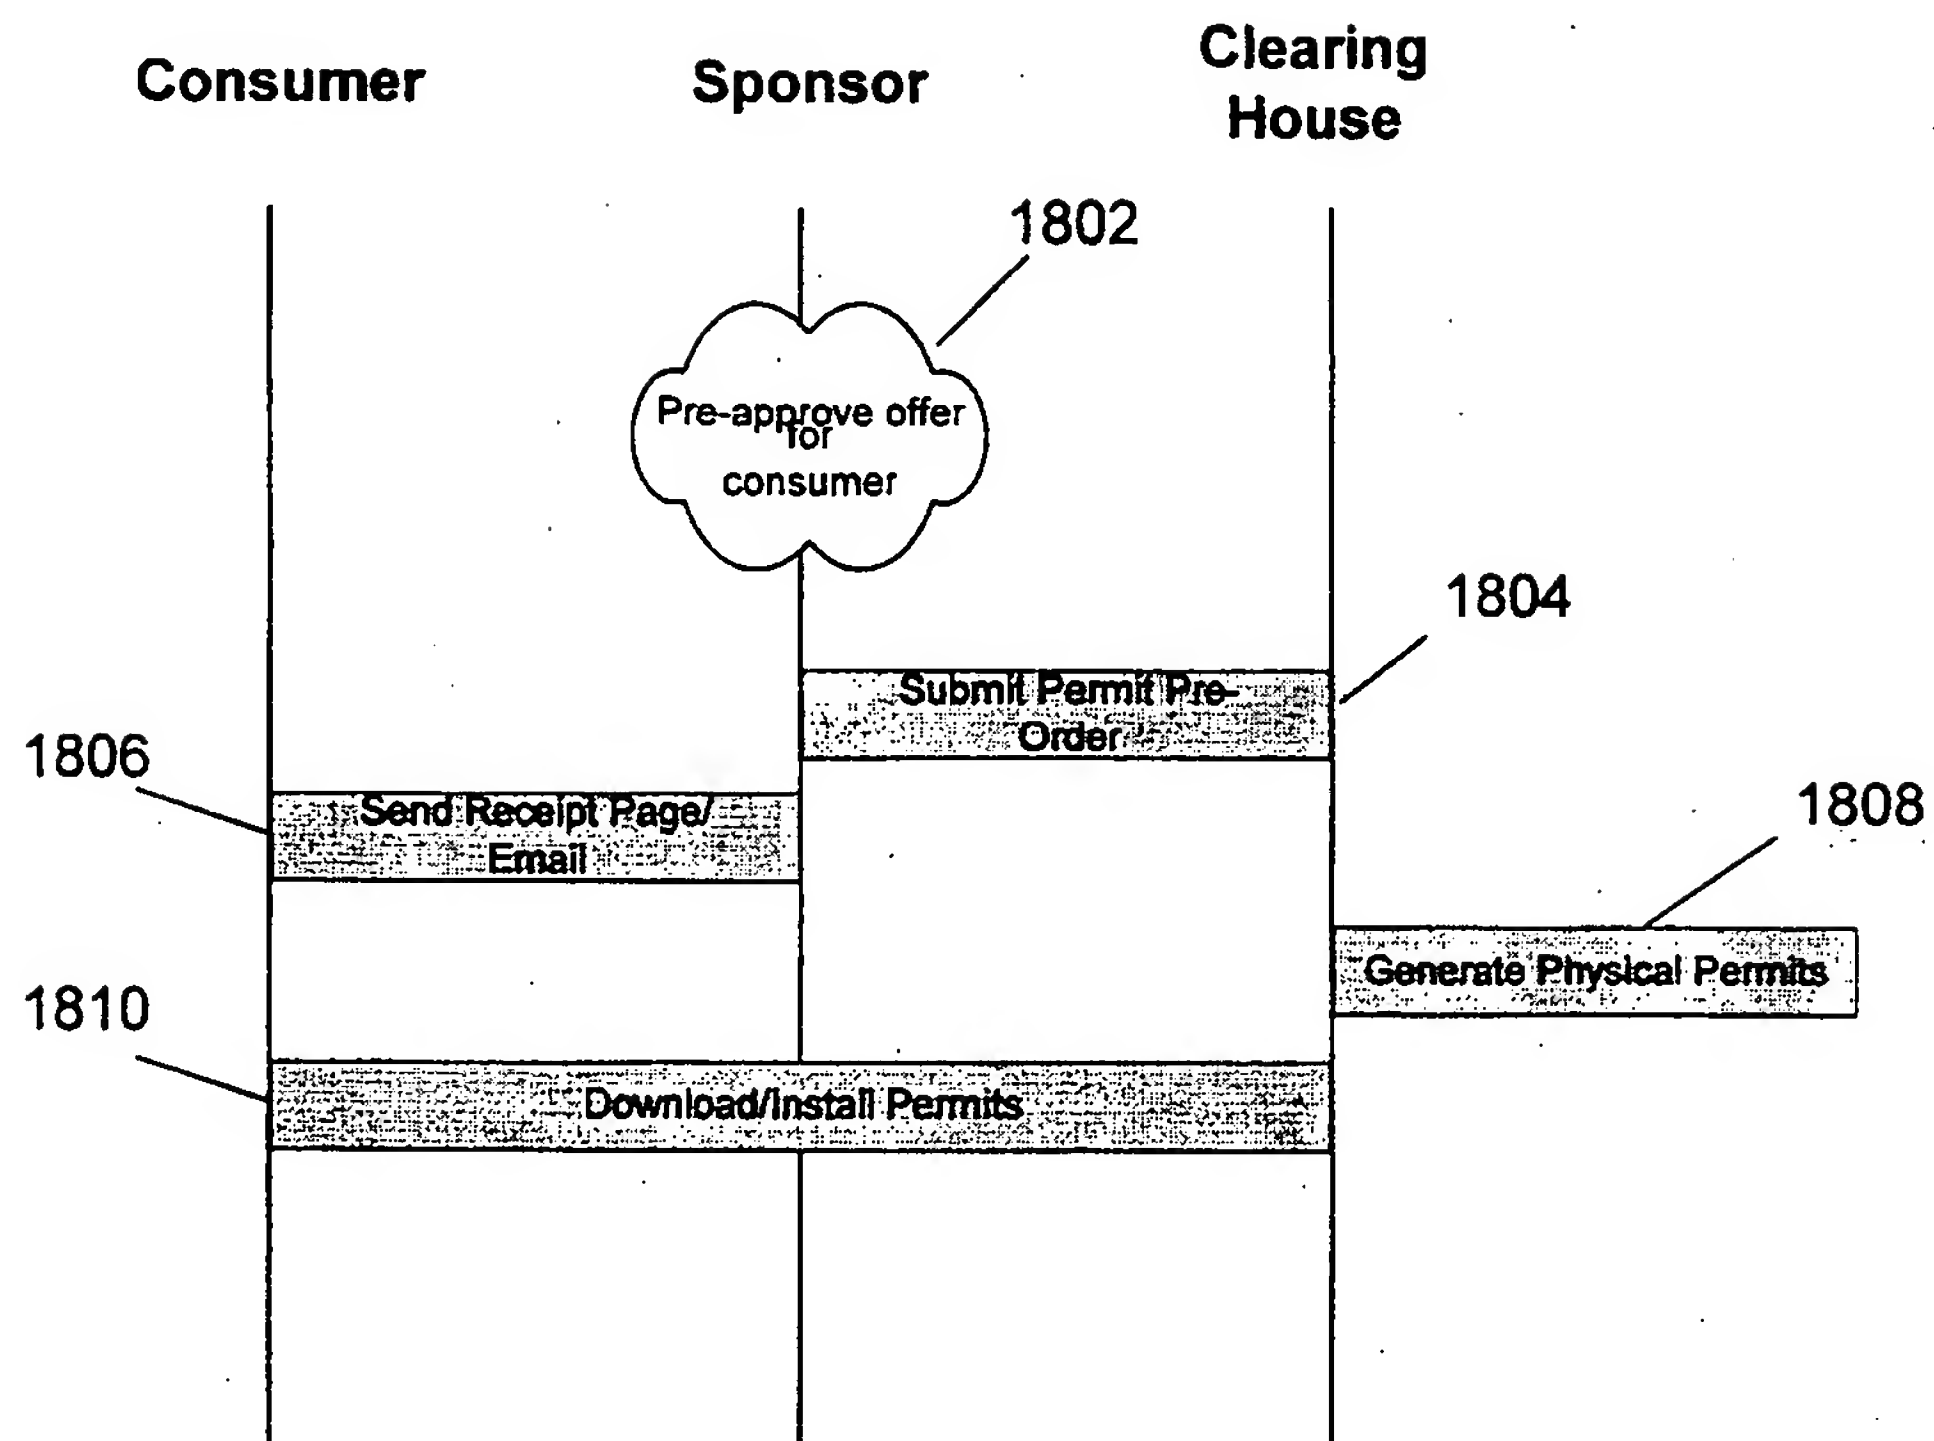 Consumer
Sponsor
Clearing
House
1802
Pre-approve offer
for
consumer
1804
Submit Permit Pre-
Order
1806
Send Receipt Page/
Email
1808
Generate Physical Permits
1810
Download/Install Permits